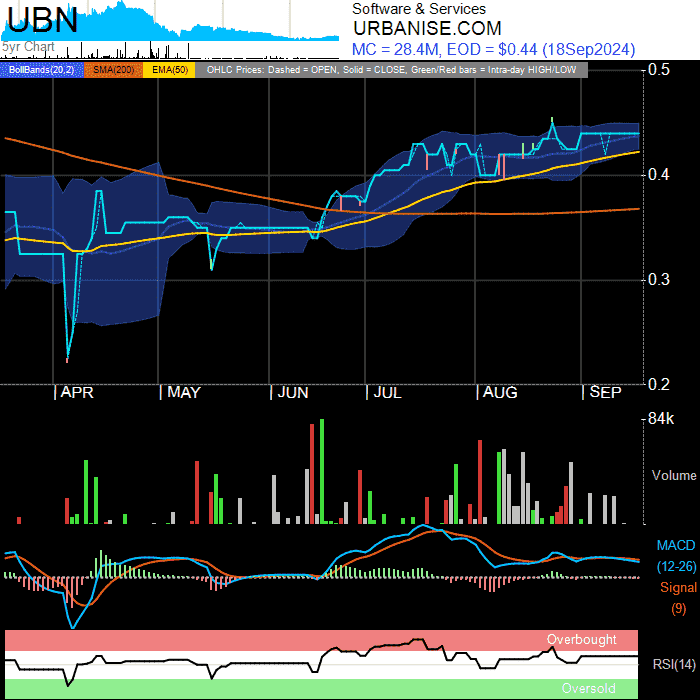 UBN
Software & Services
URBANISE.COM
MC = 28.4M, EOD = $0.44 (18Sep2024)
5yr Chart
BollBands(20,2) SMA(200) EMA(50) OHLC Prices: Dashed = OPEN, Solid = CLOSE, Green/Red bars = Intra-day HIGH/LOW
0.5
0.4
0.3
0.2
APR MAY JUN JUL AUG SEP
84k
Volume
MACD
(12-26)
Signal
(9)
Overbought
RSI(14)
Oversold